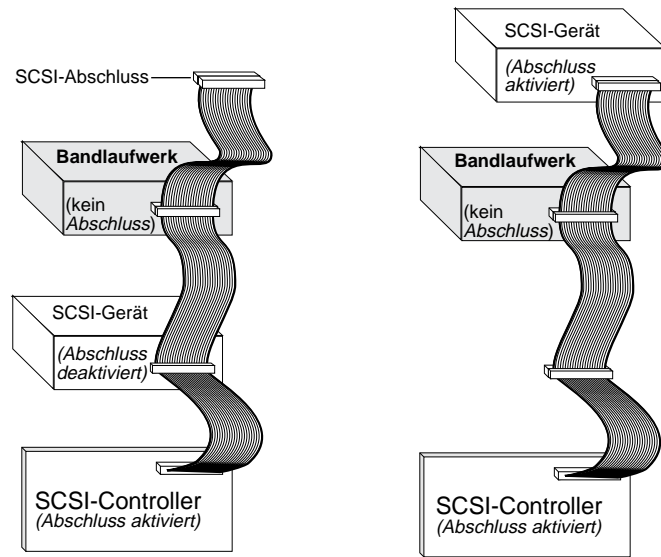 SCSI-Abschluss
Bandlaufwerk
(kein
Abschluss)
SCSI-Gerät
(Abschluss
deaktiviert)
SCSI-Controller
(Abschluss aktiviert)
SCSI-Gerät
(Abschluss
aktiviert)
Bandlaufwerk
(kein
Abschluss)
SCSI-Controller
(Abschluss aktiviert)